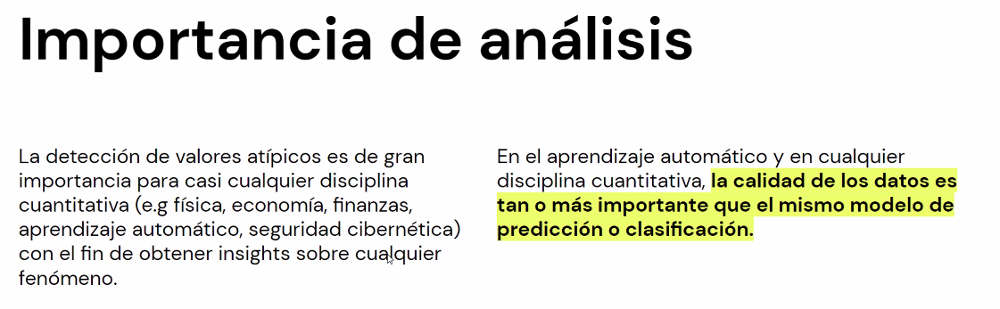 Importancia de análisis
La detección de valores atípicos es de gran
importancia para casi cualquier disciplina
cuantitativa (e.g física, economía, finanzas,
aprendizaje automático, seguridad cibernética)
con el fin de obtener insights sobre cualquier
fenómeno.
En el aprendizaje automático y en cualquier
disciplina cuantitativa, la calidad de los datos es
tan o más importante que el mismo modelo de
predicción o clasificación.